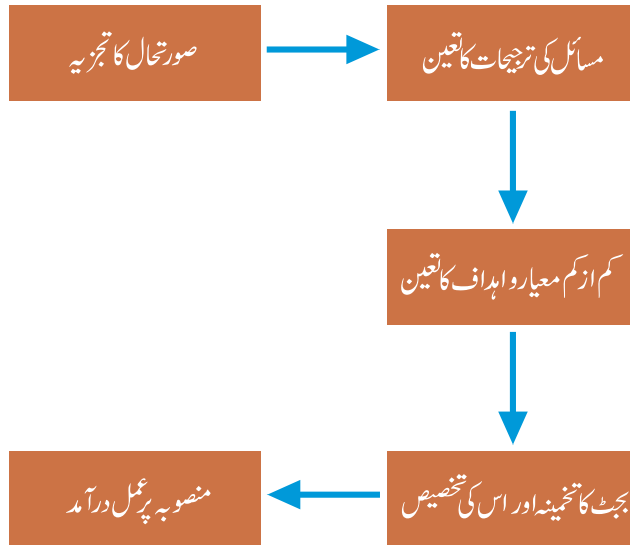 صورتحال کا تجزیہ
مسائل کی ترجیحات کا تعین
کم از کم معیار و اہداف کا تعین
بجٹ کا تخمینہ اور اس کی تخصیص
منصوبہ پر عمل درآمد